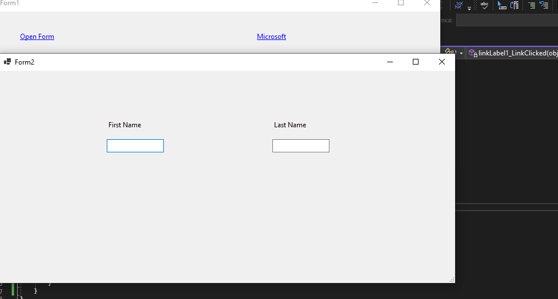 Form1
Open Form
Microsoft
linkLabel1_LinkClicked(obj
Form2
First Name
Last Name
}